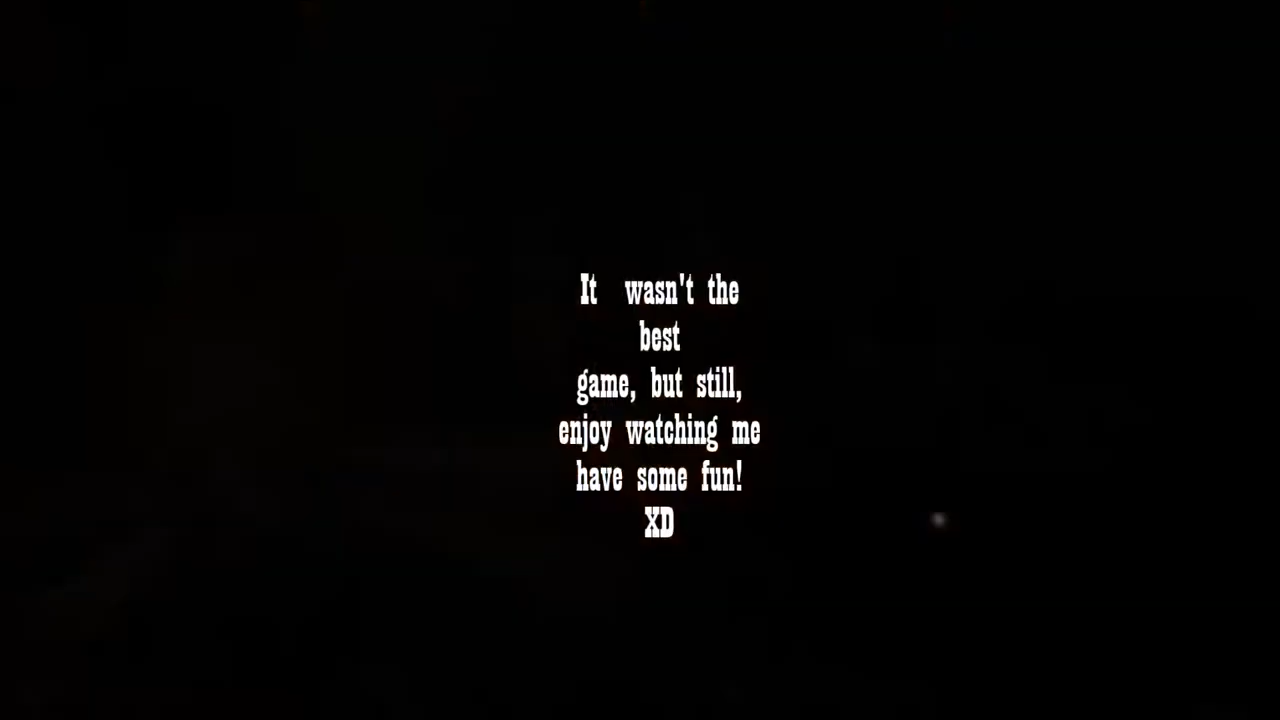 It wasn't the
best
game, but still,
enjoy watching me
have some fun!
XD